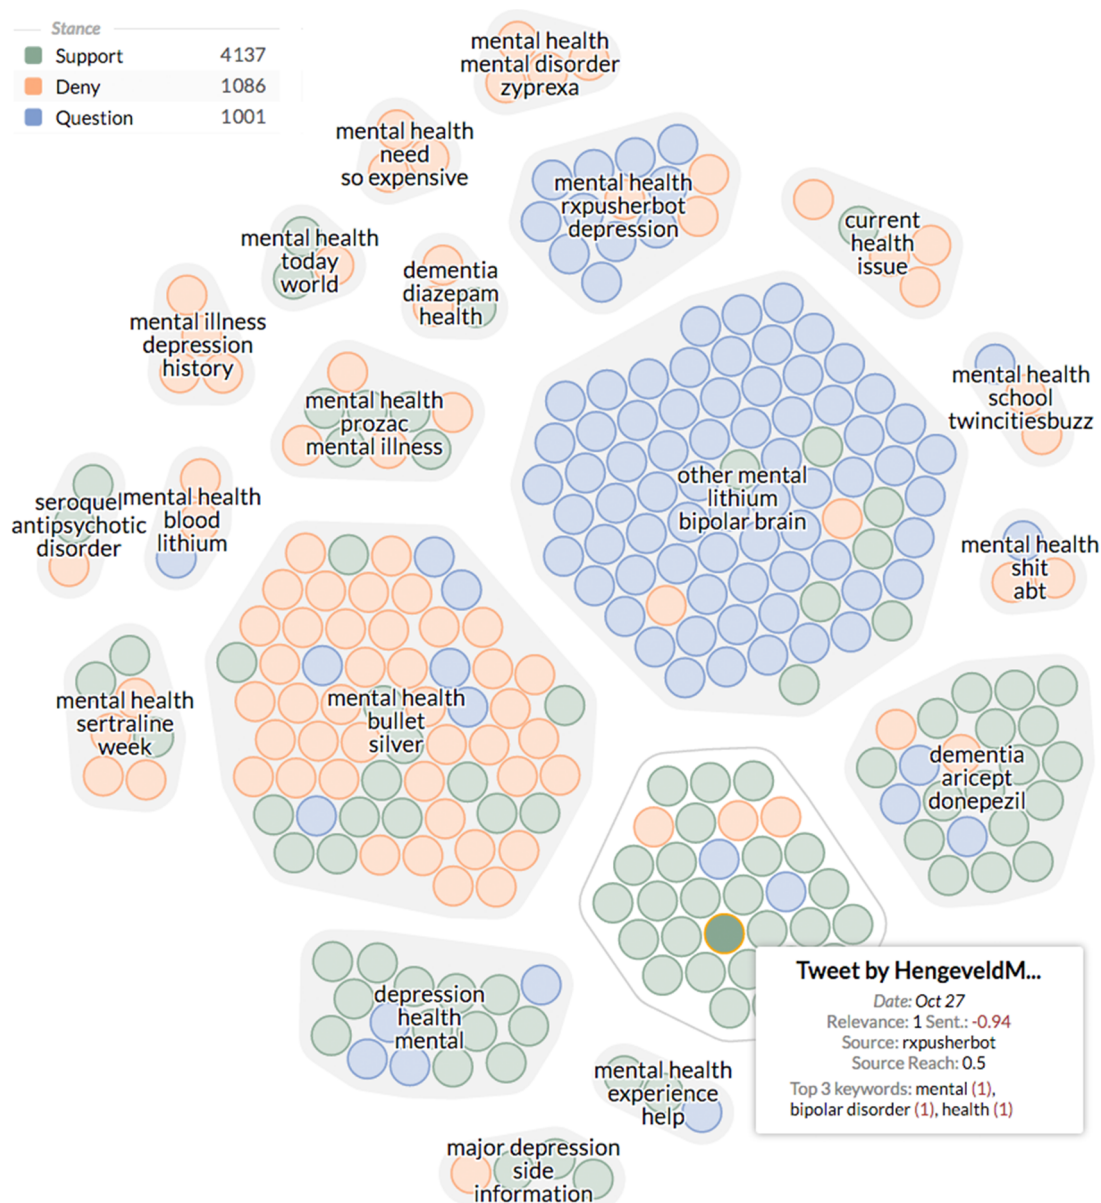 Stance
Support 4137
Deny 1086
Question 1001
mental health
mental disorder
zyprexa
mental health
need
so expensive
mental health
rxpusherbot
depression
current
health
issue
mental health
today
world
dementia
diazepam
health
mental illness
depression
history
mental health
prozac
mental illness
mental health
school
twincitiesbuzz
seroquel
antipsychotic
disorder
mental health
blood
lithium
other mental
lithium
bipolar brain
mental health
shit
abt
mental health
sertraline
week
mental health
bullet
silver
dementia
aricept
donepezil
depression
health
mental
Tweet by HengeveldM...
Date: Oct 27
Relevance: 1 Sent.: -0.94
Source: rxpusherbot
Source Reach: 0.5
Top 3 keywords: mental (1),
bipolar disorder (1), health (1)
mental health
experience
help
major depression
side
information